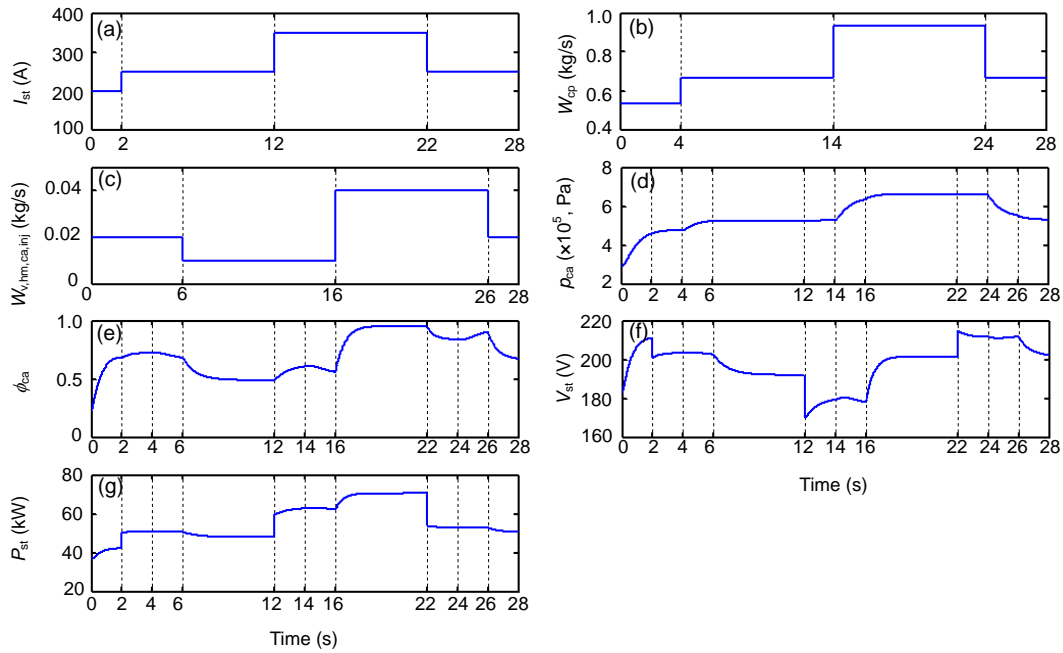 (a)
I_st (A)
400
300
200
100
0 2 12 22 28
(b)
W_cp (kg/s)
1.0
0.8
0.6
0.4
0 4 14 24 28
(c)
W_v,hm,ca,inj (kg/s)
0.04
0.02
0
0 6 16 26 28
(d)
p_ca (×10⁵, Pa)
8
6
4
2
0 2 4 6 12 14 16 22 24 26 28
(e)
ϕ_ca
1.0
0.5
0
0 2 4 6 12 14 16 22 24 26 28
(f)
V_st (V)
220
200
180
160
0 2 4 6 12 14 16 22 24 26 28
Time (s)
(g)
P_st (kW)
80
60
40
20
0 2 4 6 12 14 16 22 24 26 28
Time (s)